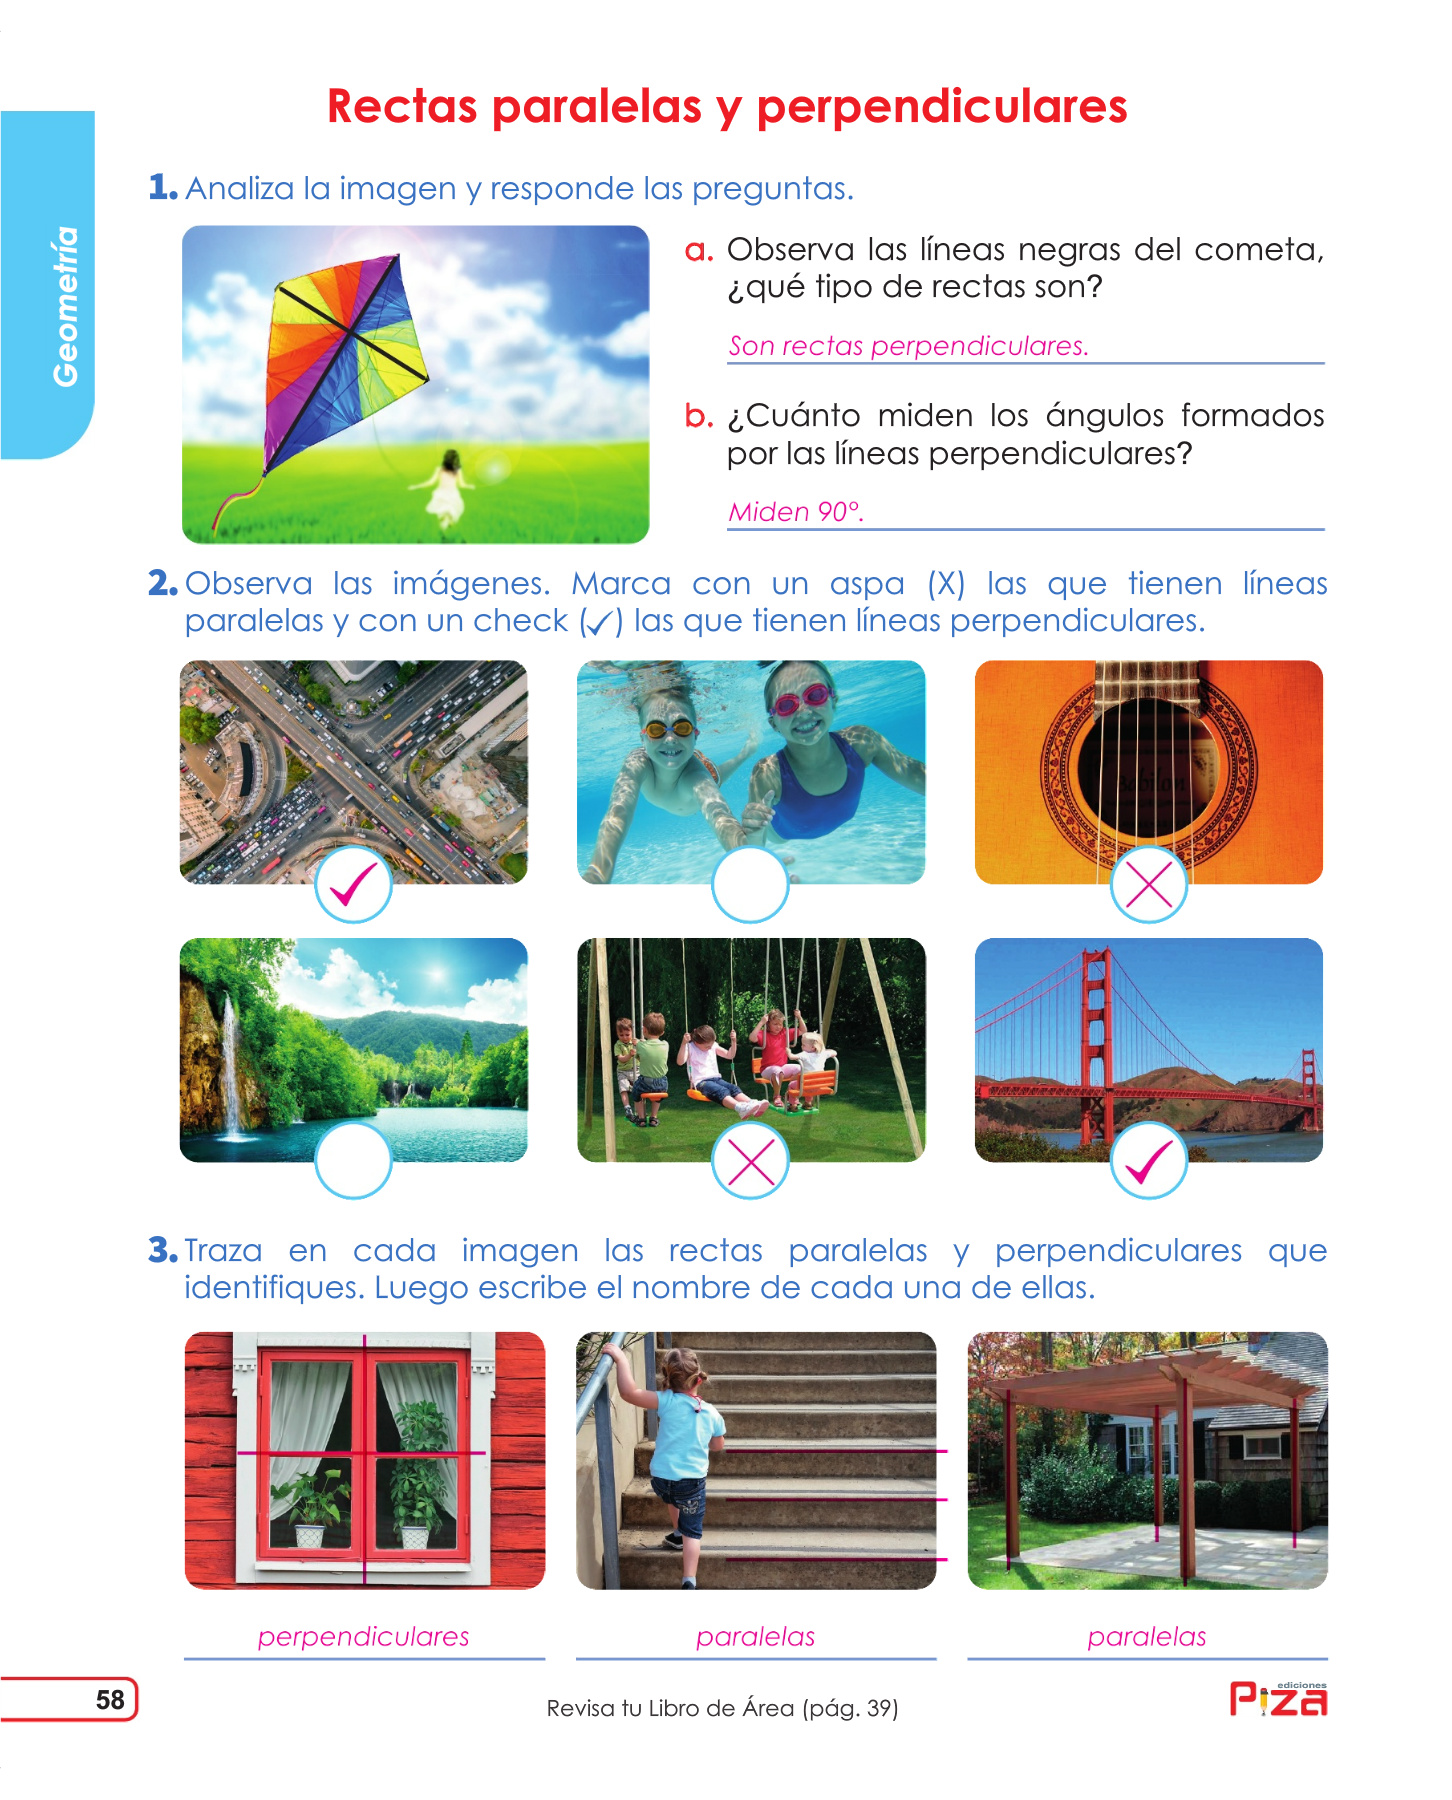 Rectas paralelas y perpendiculares
Geometría
1. Analiza la imagen y responde las preguntas.
a. Observa las líneas negras del cometa,
¿qué tipo de rectas son?
Son rectas perpendiculares.
b. ¿Cuánto miden los ángulos formados
por las líneas perpendiculares?
Miden 90°.
2. Observa las imágenes. Marca con un aspa (X) las que tienen líneas
paralelas y con un check (✓) las que tienen líneas perpendiculares.
Babilon
3. Traza en cada imagen las rectas paralelas y perpendiculares que
identifiques. Luego escribe el nombre de cada una de ellas.
perpendiculares
paralelas
paralelas
58
Revisa tu Libro de Área (pág. 39)
ediciones
Piza